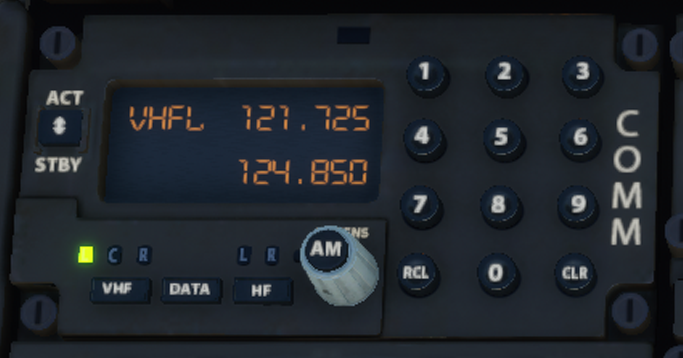 ACT
STBY
VHFL 121.725
124.850
1 2 3
4 5 6
7 8 9
RCL 0 CLR
COMM
C R
L R
AM
VHF DATA HF